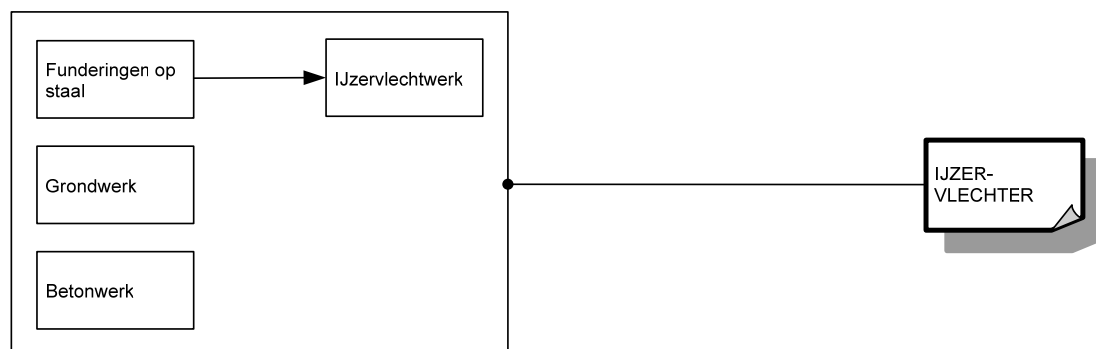 Funderingen op
staal
IJzervlechtwerk
Grondwerk
Betonwerk
IJZER-
VLECHTER